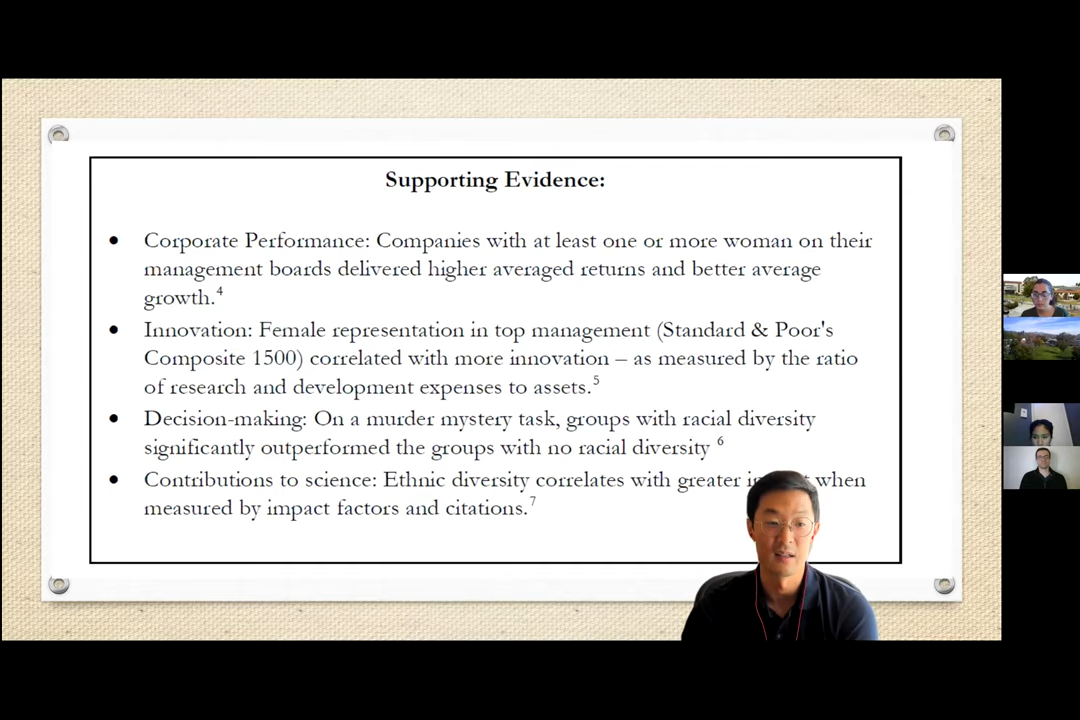 Supporting Evidence:
• Corporate Performance: Companies with at least one or more woman on their
management boards delivered higher averaged returns and better average
growth.4
• Innovation: Female representation in top management (Standard & Poor's
Composite 1500) correlated with more innovation – as measured by the ratio
of research and development expenses to assets.5
• Decision-making: On a murder mystery task, groups with racial diversity
significantly outperformed the groups with no racial diversity 6
• Contributions to science: Ethnic diversity correlates with greater when
measured by impact factors and citations.7